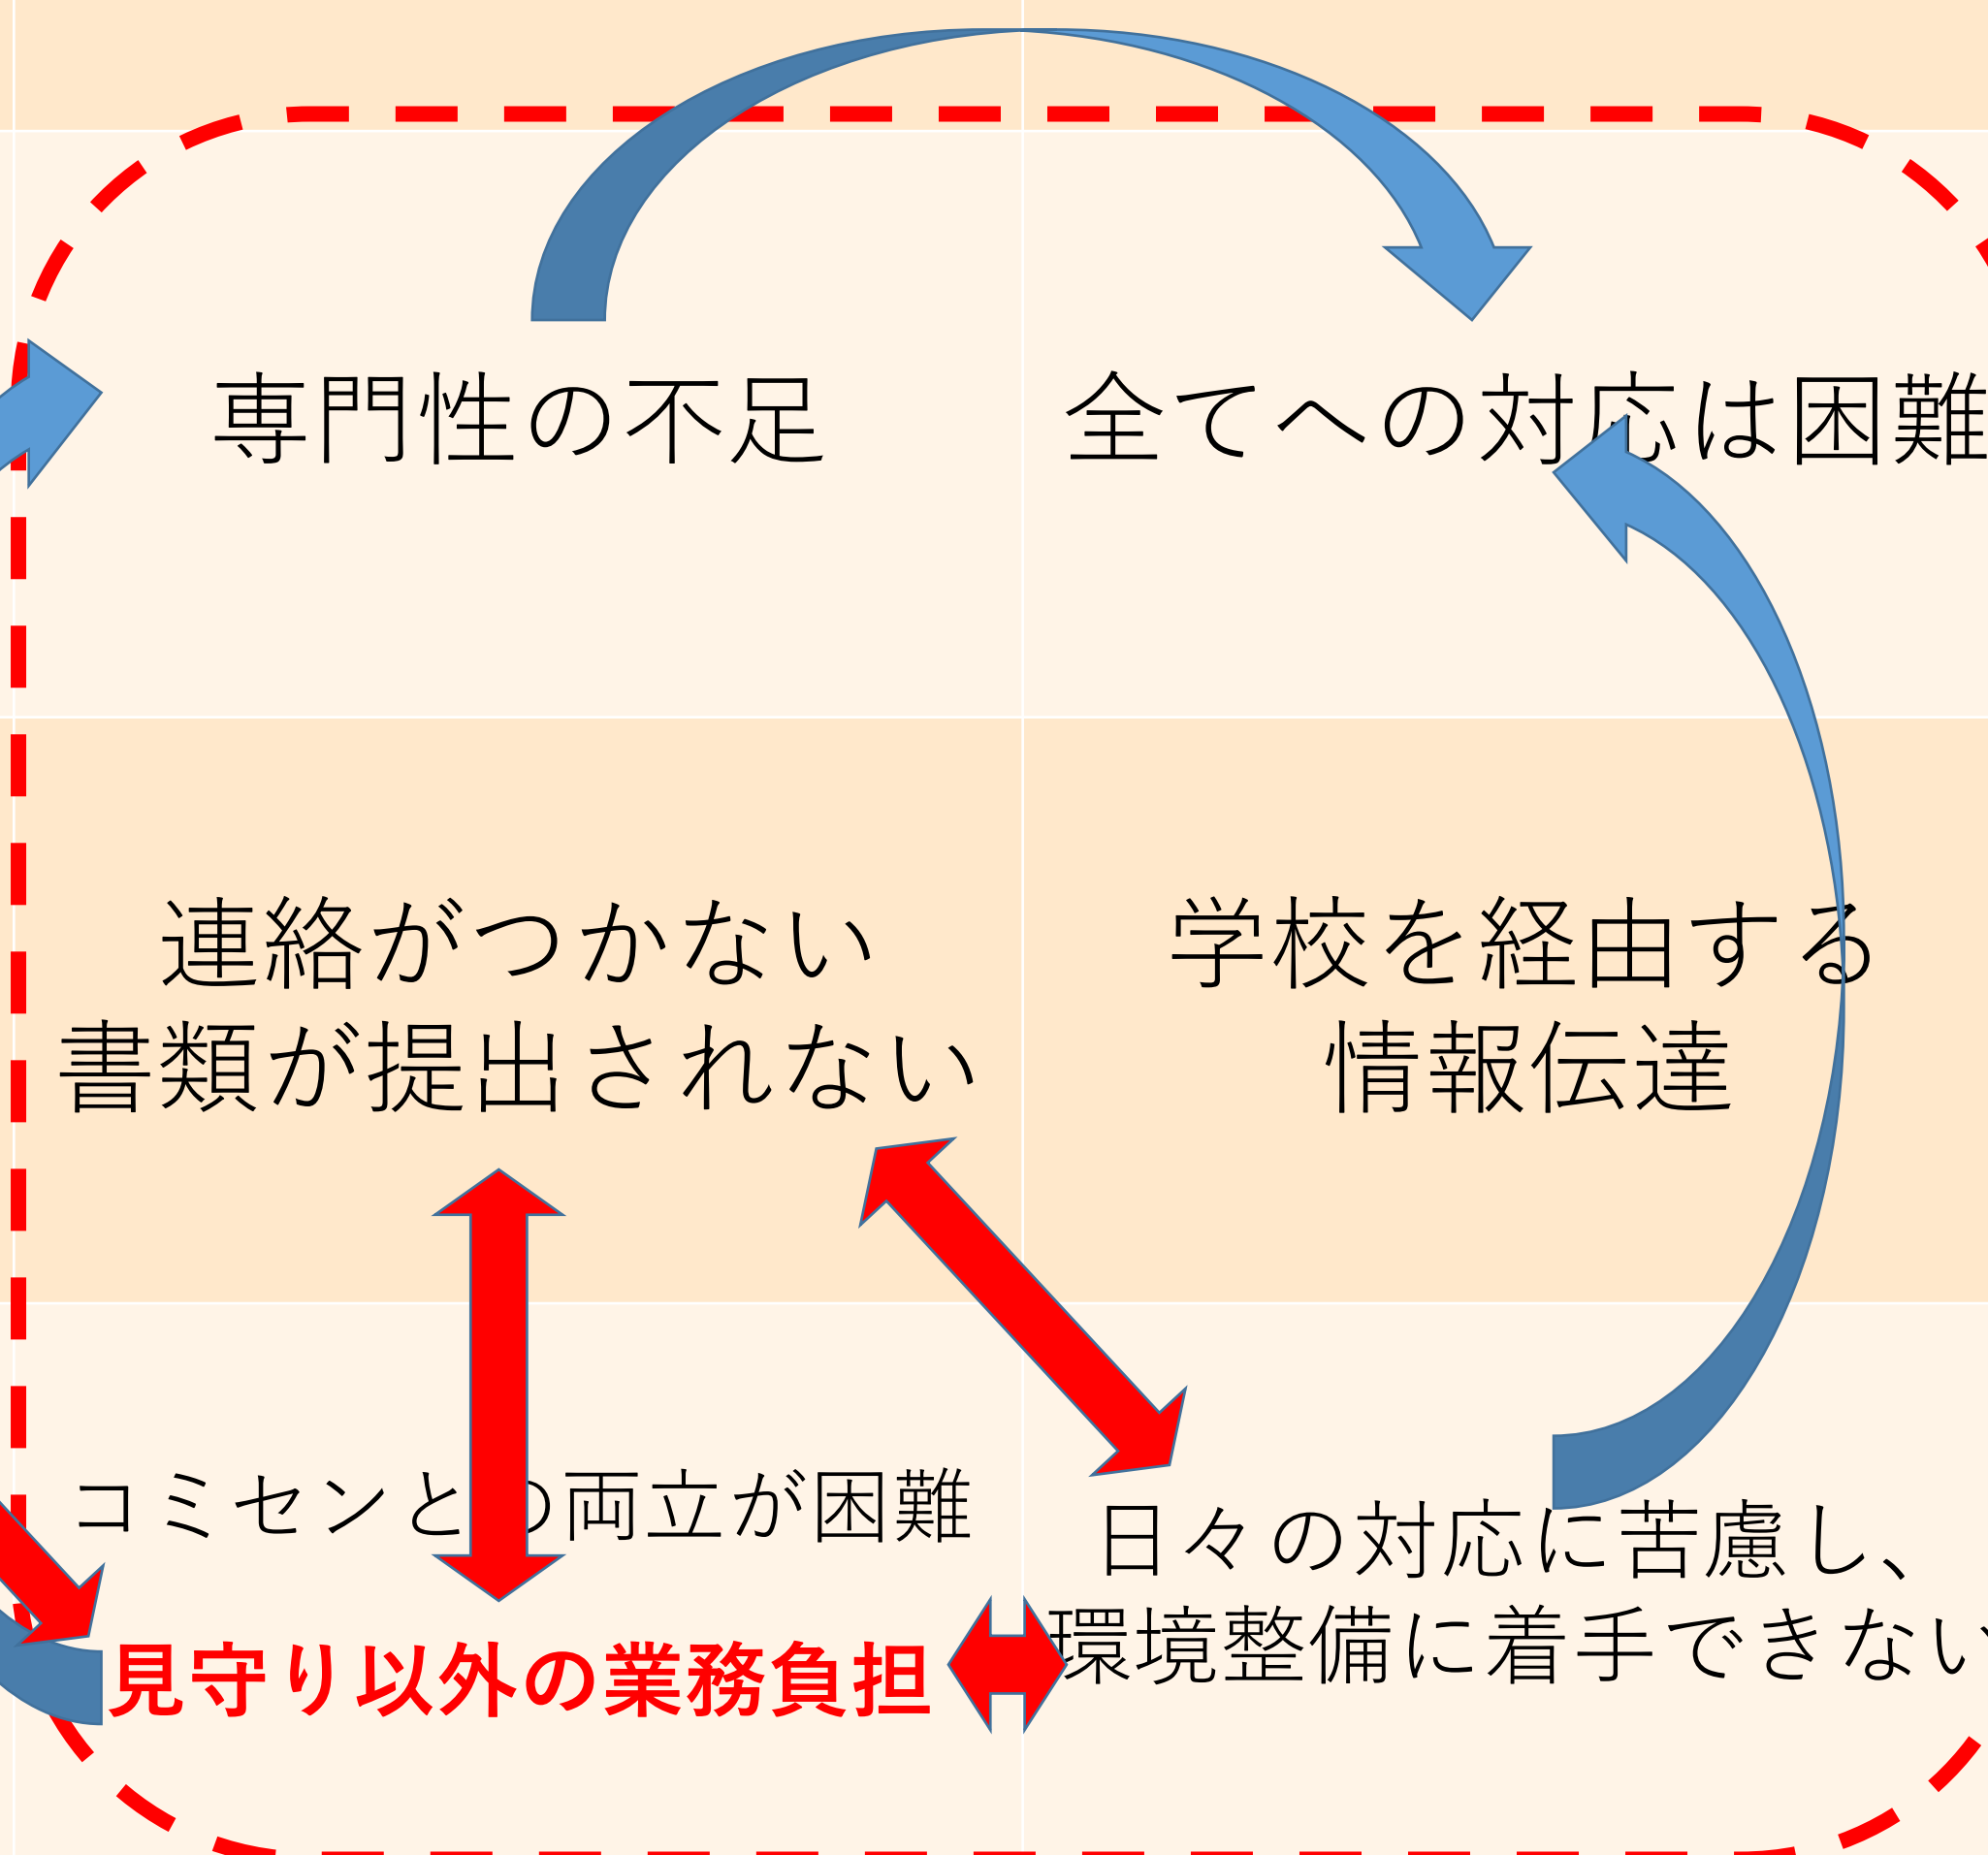 専門性の不足
全てへの対応は困難
連絡がつかない
書類が提出されない
学校を経由する
情報伝達
コミセンとの両立が困難
見守り以外の業務負担
日々の対応に苦慮し、
環境整備に着手できない